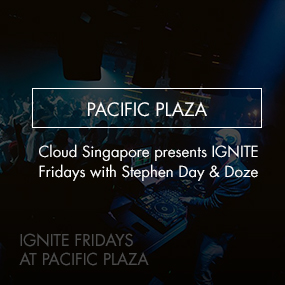 PACIFIC PLAZA
Cloud Singapore presents IGNITE
Fridays with Stephen Day & Doze
IGNITE FRIDAYS
AT PACIFIC PLAZA